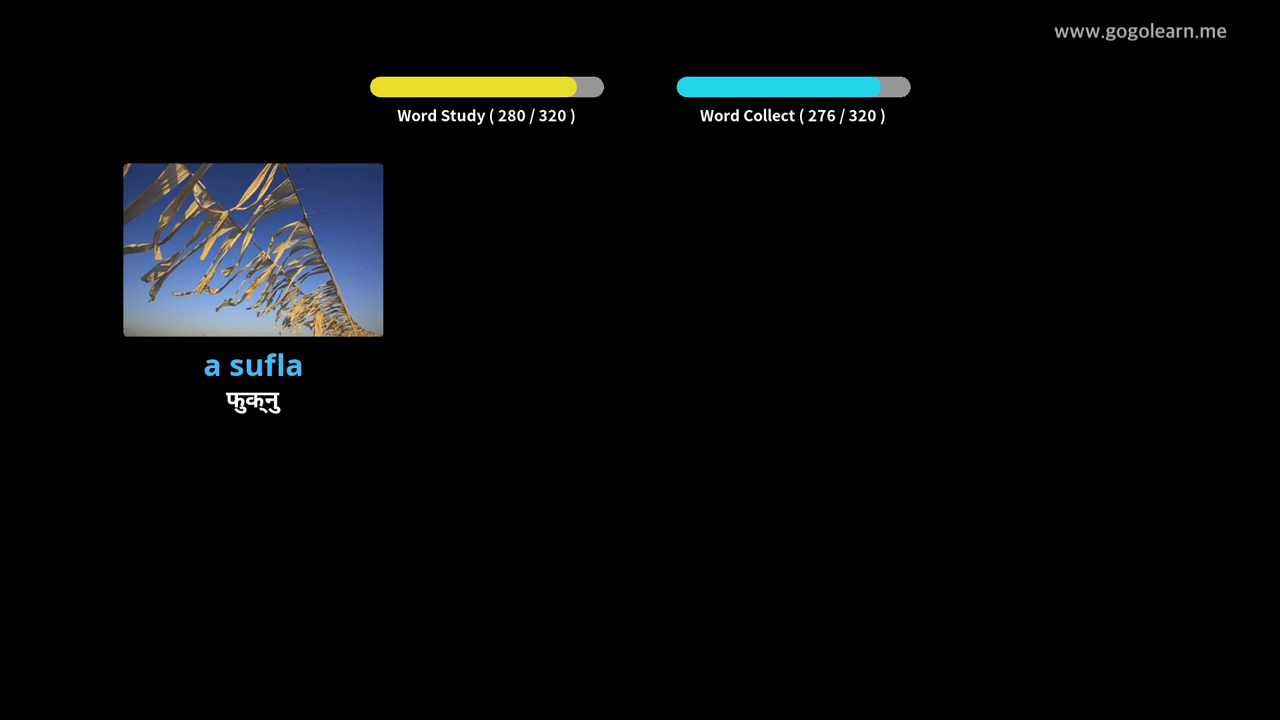 www.gogolearn.me
Word Study ( 280 / 320 )
Word Collect ( 276 / 320 )
a sufla
फुक्नु